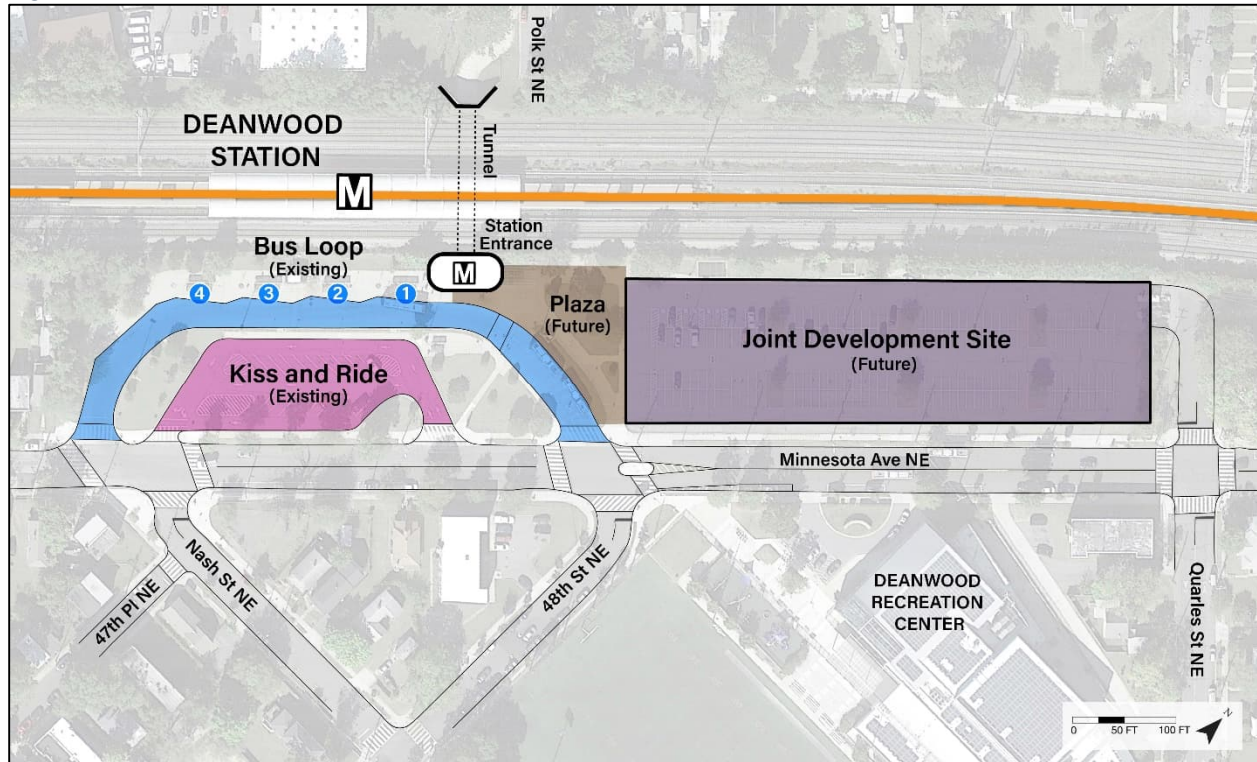 Polk St NE
DEANWOOD
STATION
Tunnel
M
Station
Entrance
M
Bus Loop
(Existing)
4
3
2
1
Plaza
(Future)
Joint Development Site
(Future)
Kiss and Ride
(Existing)
Minnesota Ave NE
47th Pl NE
Nash St NE
48th St NE
DEANWOOD
RECREATION
CENTER
Quarles St NE
N
0 50 FT 100 FT